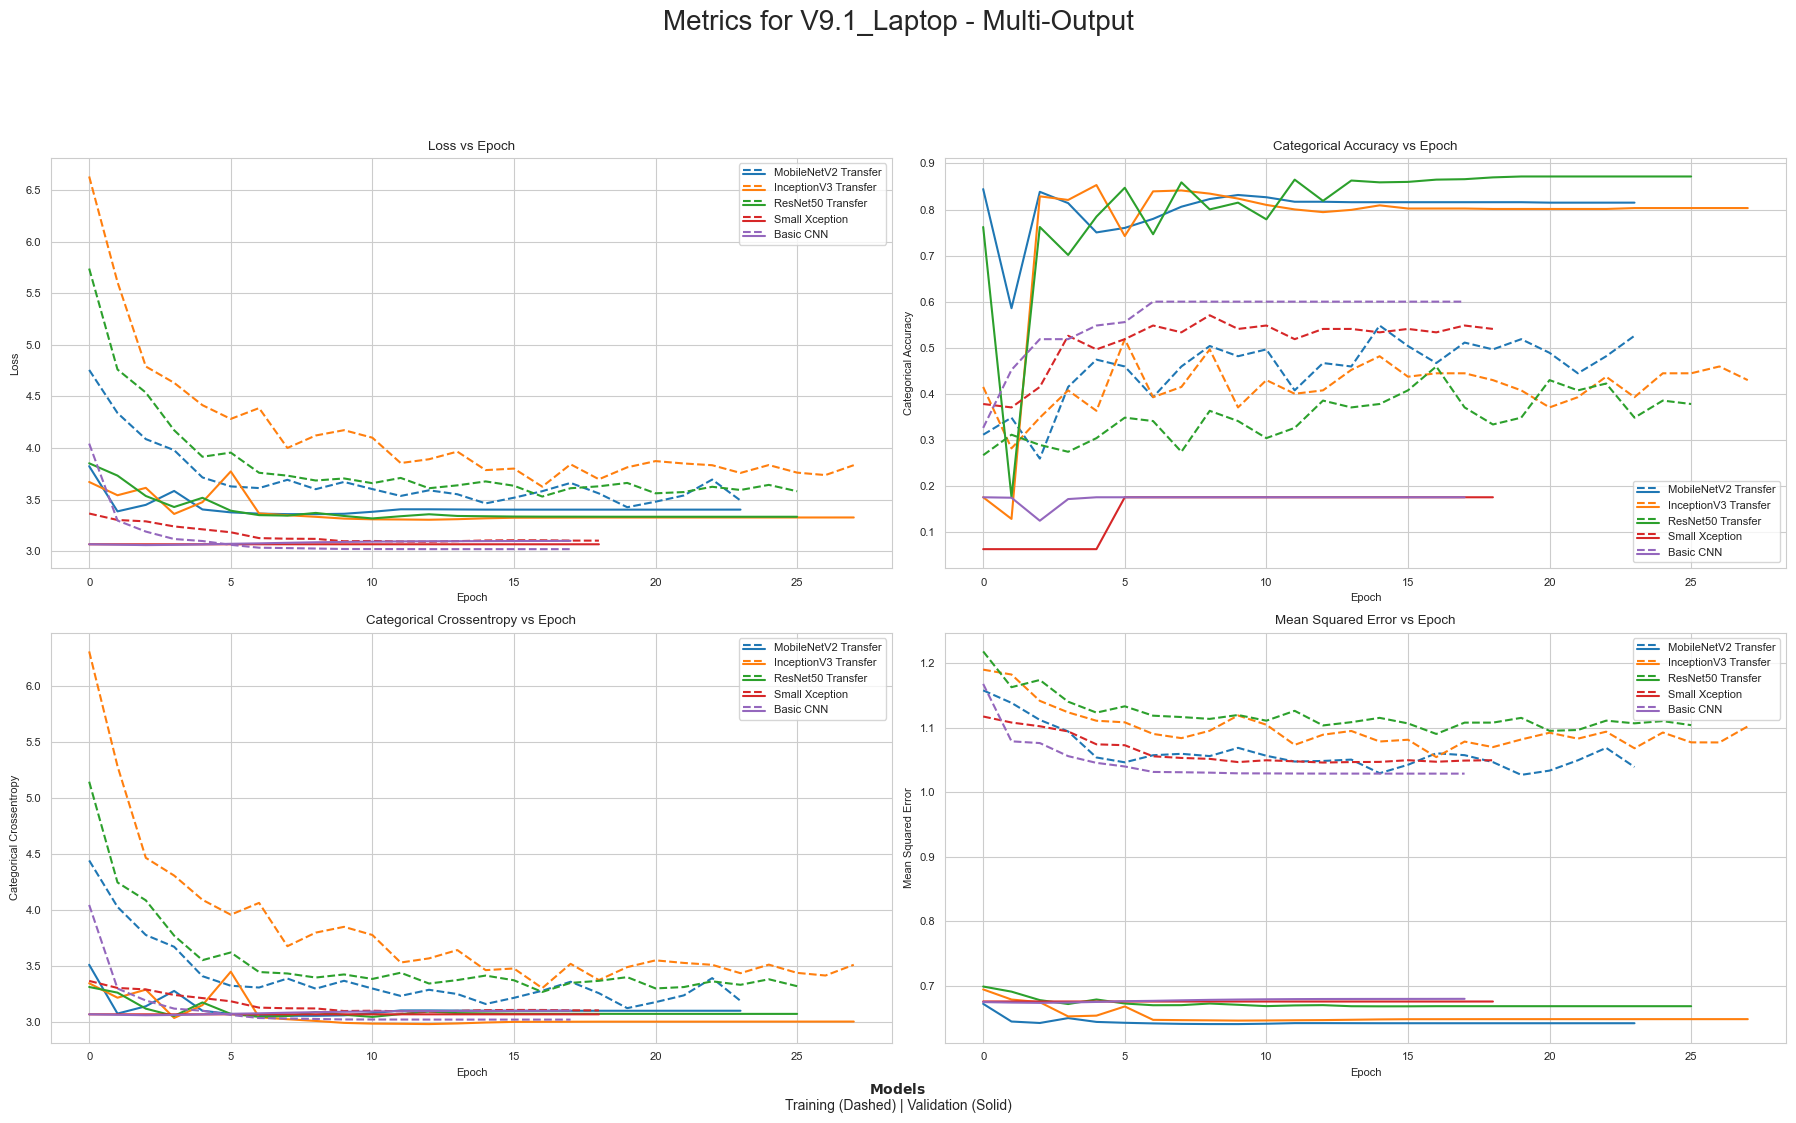 Metrics for V9.1_Laptop - Multi-Output
Loss vs Epoch
6.5
6.0
5.5
5.0
4.5
4.0
3.5
3.0
Loss
0 5 10 15 20 25
Epoch
MobileNetV2 Transfer
InceptionV3 Transfer
ResNet50 Transfer
Small Xception
Basic CNN
Categorical Accuracy vs Epoch
0.9
0.8
0.7
0.6
0.5
0.4
0.3
0.2
0.1
Categorical Accuracy
0 5 10 15 20 25
Epoch
MobileNetV2 Transfer
InceptionV3 Transfer
ResNet50 Transfer
Small Xception
Basic CNN
Categorical Crossentropy vs Epoch
6.0
5.5
5.0
4.5
4.0
3.5
3.0
Categorical Crossentropy
0 5 10 15 20 25
Epoch
MobileNetV2 Transfer
InceptionV3 Transfer
ResNet50 Transfer
Small Xception
Basic CNN
Mean Squared Error vs Epoch
1.2
1.1
1.0
0.9
0.8
0.7
Mean Squared Error
0 5 10 15 20 25
Epoch
MobileNetV2 Transfer
InceptionV3 Transfer
ResNet50 Transfer
Small Xception
Basic CNN
Models
Training (Dashed) | Validation (Solid)